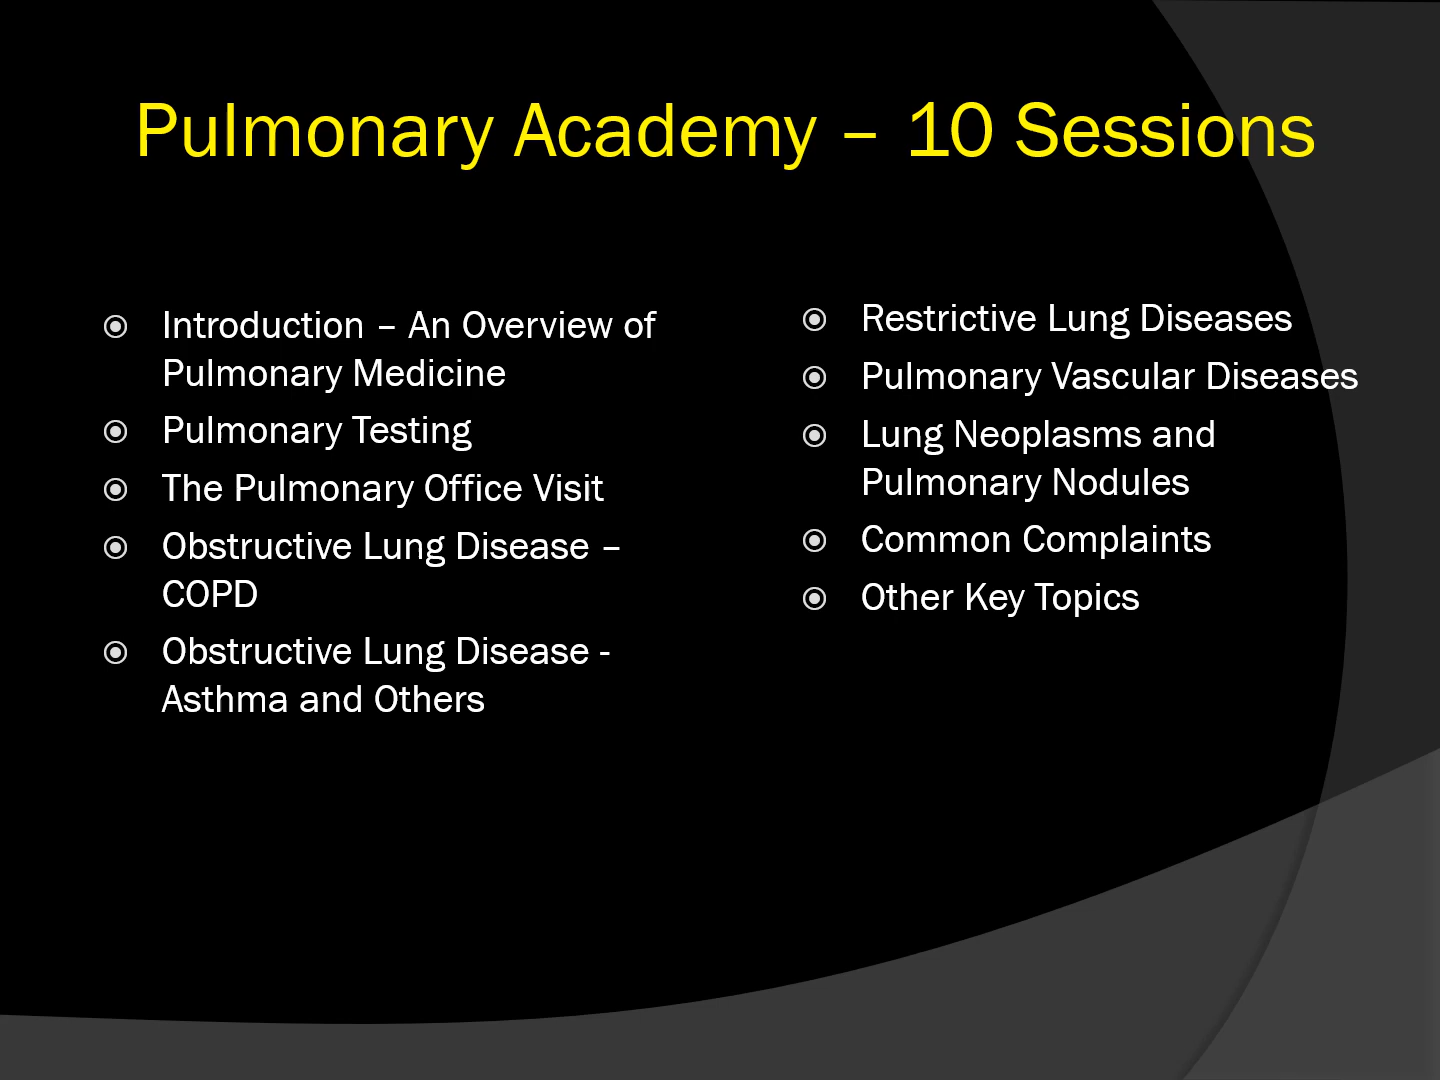 Pulmonary Academy – 10 Sessions
Introduction – An Overview of
Pulmonary Medicine
Pulmonary Testing
The Pulmonary Office Visit
Obstructive Lung Disease –
COPD
Obstructive Lung Disease -
Asthma and Others
Restrictive Lung Diseases
Pulmonary Vascular Diseases
Lung Neoplasms and
Pulmonary Nodules
Common Complaints
Other Key Topics